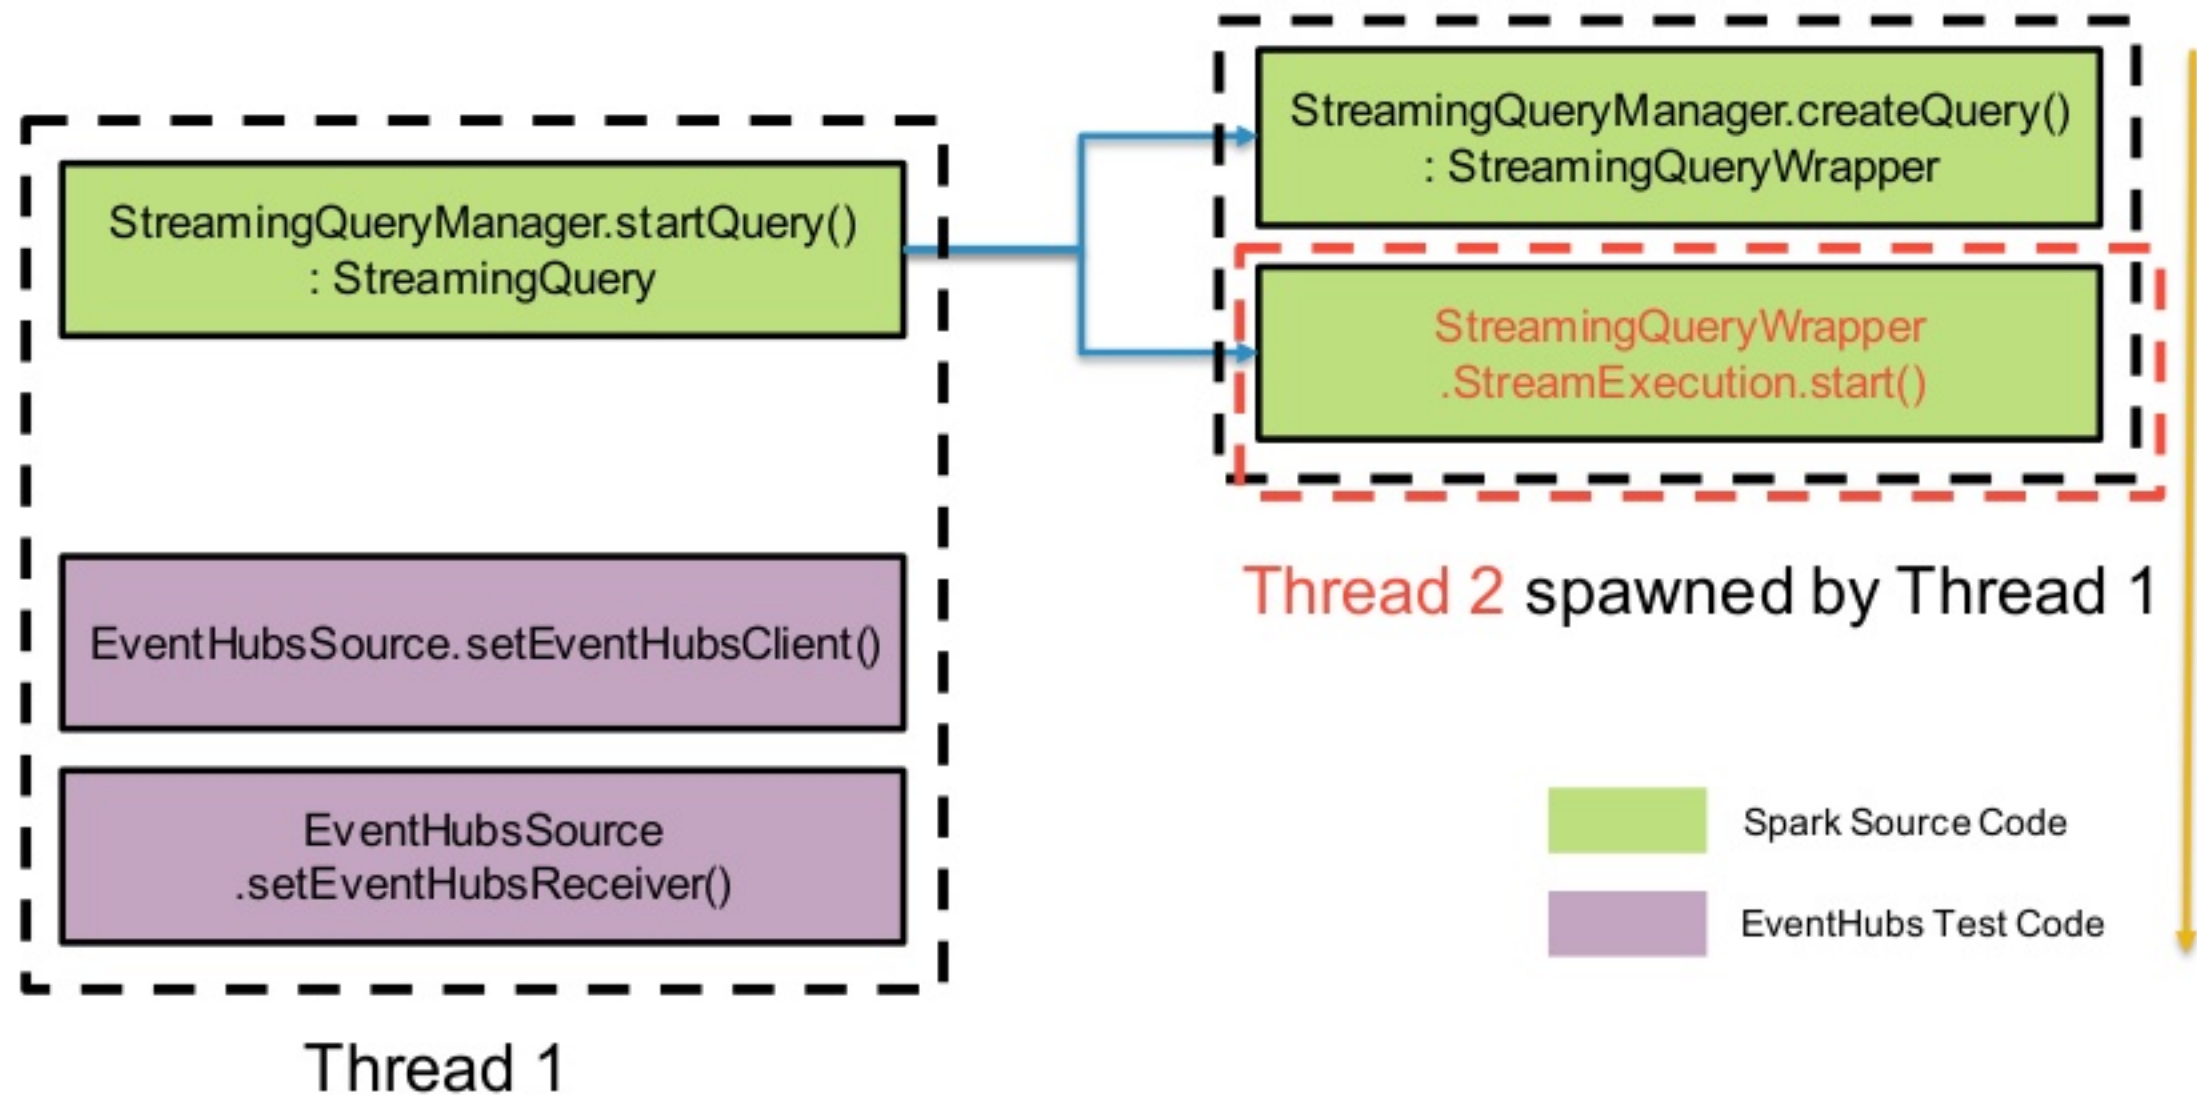 StreamingQueryManager.startQuery()
: StreamingQuery
EventHubsSource.setEventHubsClient()
EventHubsSource
.setEventHubsReceiver()
Thread 1
StreamingQueryManager.createQuery()
: StreamingQueryWrapper
StreamingQueryWrapper
.StreamExecution.start()
Thread 2 spawned by Thread 1
Spark Source Code
EventHubs Test Code